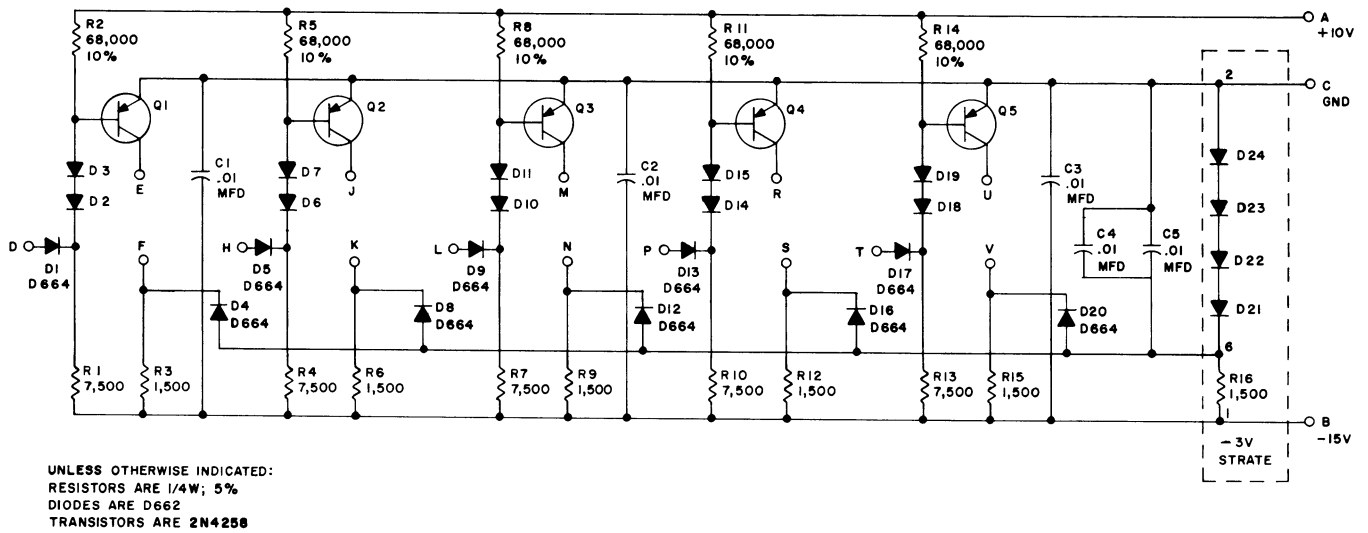 R2
68,000
10%
R5
68,000
10%
R8
68,000
10%
R11
68,000
10%
R14
68,000
10%
A
+10V
2
C
GND
Q1
Q2
Q3
Q4
Q5
D3
D2
E
C1
.01
MFD
D7
D6
J
D11
D10
M
C2
.01
MFD
D15
D14
R
D19
D18
U
C3
.01
MFD
D24
D23
D22
D21
D
D1
D664
F
H
D5
D664
K
L
D9
D664
N
P
D13
D664
S
T
D17
D664
V
C4
.01
MFD
C5
.01
MFD
D4
D664
D8
D664
D12
D664
D16
D664
D20
D664
6
R1
7,500
R3
1,500
R4
7,500
R6
1,500
R7
7,500
R9
1,500
R10
7,500
R12
1,500
R13
7,500
R15
1,500
R16
1,500
1
B
-15V
-3V
STRATE
UNLESS OTHERWISE INDICATED:
RESISTORS ARE 1/4W; 5%
DIODES ARE D662
TRANSISTORS ARE 2N4258